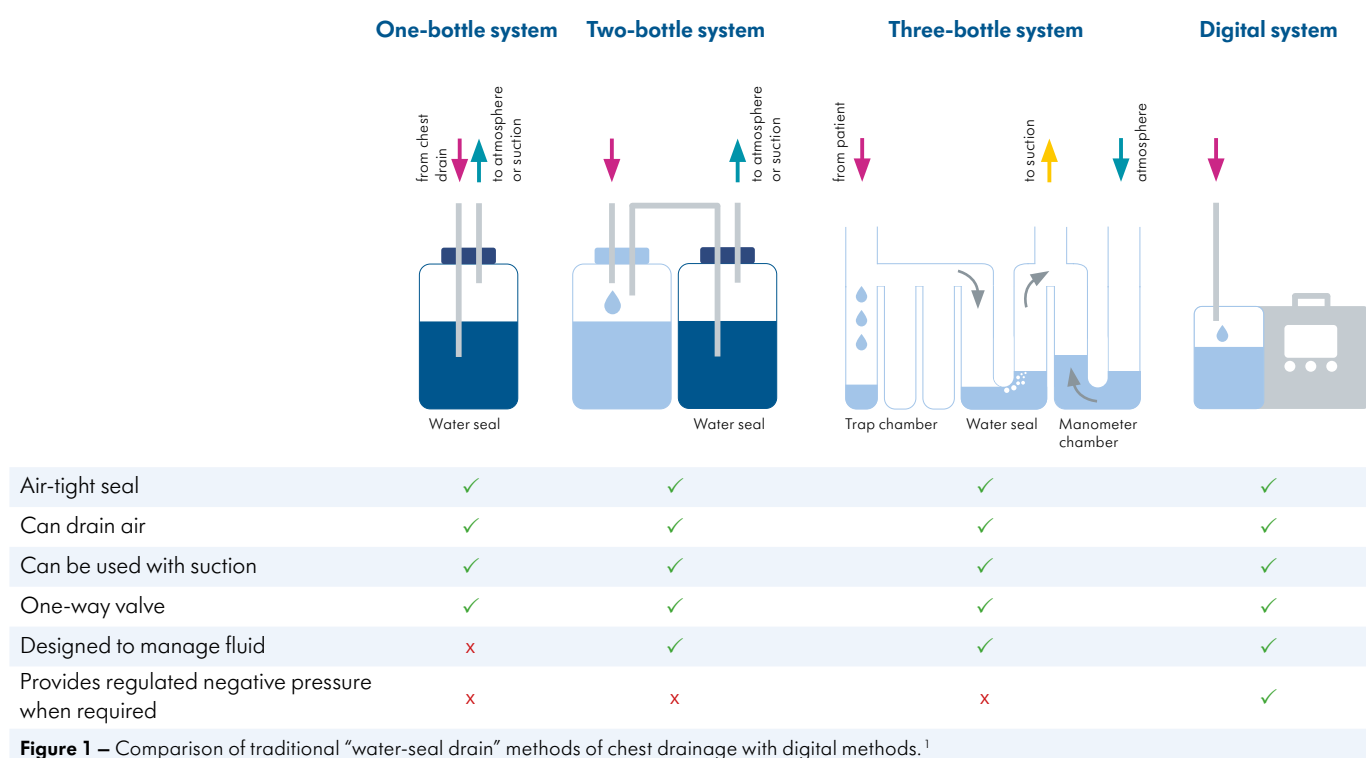 One-bottle system
Two-bottle system
Three-bottle system
Digital system
from chest
drain
to atmosphere
or suction
to atmosphere
or suction
from patient
to suction
atmosphere
Water seal
Water seal
Trap chamber
Water seal
Manometer
chamber
Air-tight seal ✓ ✓ ✓ ✓
Can drain air ✓ ✓ ✓ ✓
Can be used with suction ✓ ✓ ✓ ✓
One-way valve ✓ ✓ ✓ ✓
Designed to manage fluid x ✓ ✓ ✓
Provides regulated negative pressure
when required x x x ✓
Figure 1 – Comparison of traditional “water-seal drain” methods of chest drainage with digital methods.¹